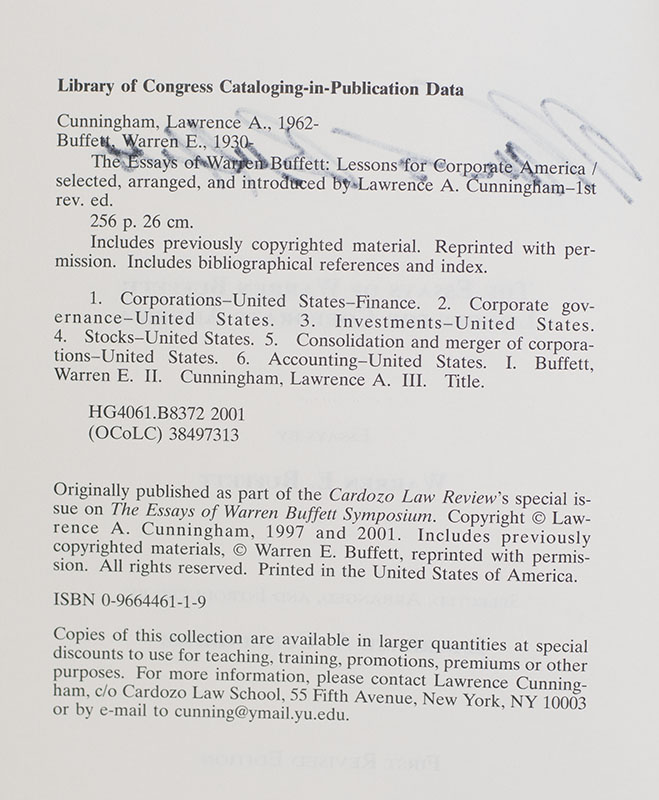 Library of Congress Cataloging-in-Publication Data
Cunningham, Lawrence A., 1962-
Buffett, Warren E., 1930-
The Essays of Warren Buffett: Lessons for Corporate America /
selected, arranged, and introduced by Lawrence A. Cunningham–1st
rev. ed.
256 p. 26 cm.
Includes previously copyrighted material. Reprinted with per-
mission. Includes bibliographical references and index.
1. Corporations–United States–Finance. 2. Corporate gov-
ernance–United States. 3. Investments–United States.
4. Stocks–United States. 5. Consolidation and merger of corpora-
tions–United States. 6. Accounting–United States. I. Buffett,
Warren E. II. Cunningham, Lawrence A. III. Title.
HG4061.B8372 2001
(OCoLC) 38497313
Originally published as part of the Cardozo Law Review's special is-
sue on The Essays of Warren Buffett Symposium. Copyright © Law-
rence A. Cunningham, 1997 and 2001. Includes previously
copyrighted materials, © Warren E. Buffett, reprinted with permis-
sion. All rights reserved. Printed in the United States of America.
ISBN 0-9664461-1-9
Copies of this collection are available in larger quantities at special
discounts to use for teaching, training, promotions, premiums or other
purposes. For more information, please contact Lawrence Cunning-
ham, c/o Cardozo Law School, 55 Fifth Avenue, New York, NY 10003
or by e-mail to cunning@ymail.yu.edu.